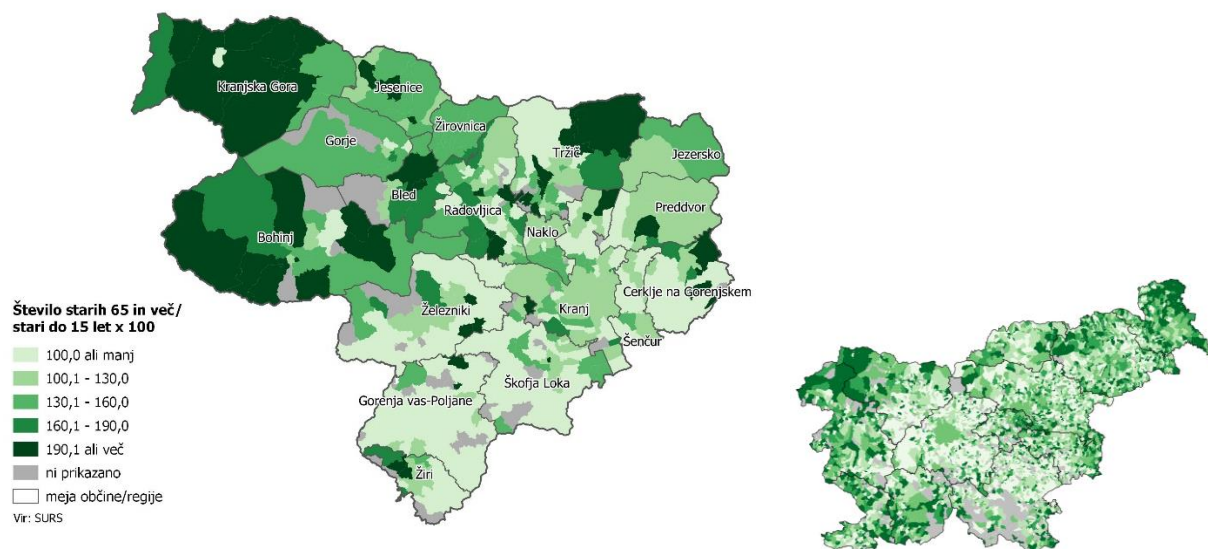 Kranjska Gora
Jesenice
Žirovnica
Gorje
Tržič
Jezersko
Bled
Radovljica
Preddvor
Naklo
Bohinj
Cerklje na Gorenjskem
Železniki
Kranj
Šenčur
Škofja Loka
Gorenja vas-Poljane
Žiri
Število starih 65 in več/
stari do 15 let x 100
100,0 ali manj
100,1 - 130,0
130,1 - 160,0
160,1 - 190,0
190,1 ali več
ni prikazano
meja občine/regije
Vir: SURS